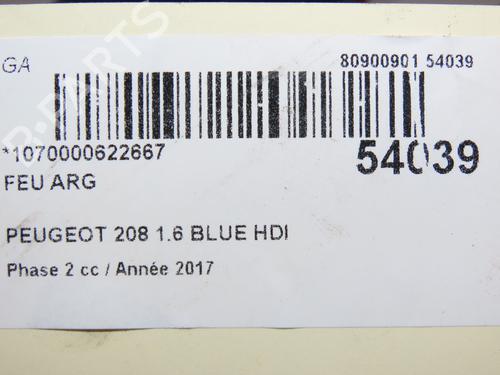 GA
80900901 54039
*1070000622667
54039
FEU ARG
PEUGEOT 208 1.6 BLUE HDI
Phase 2 cc / Année 2017